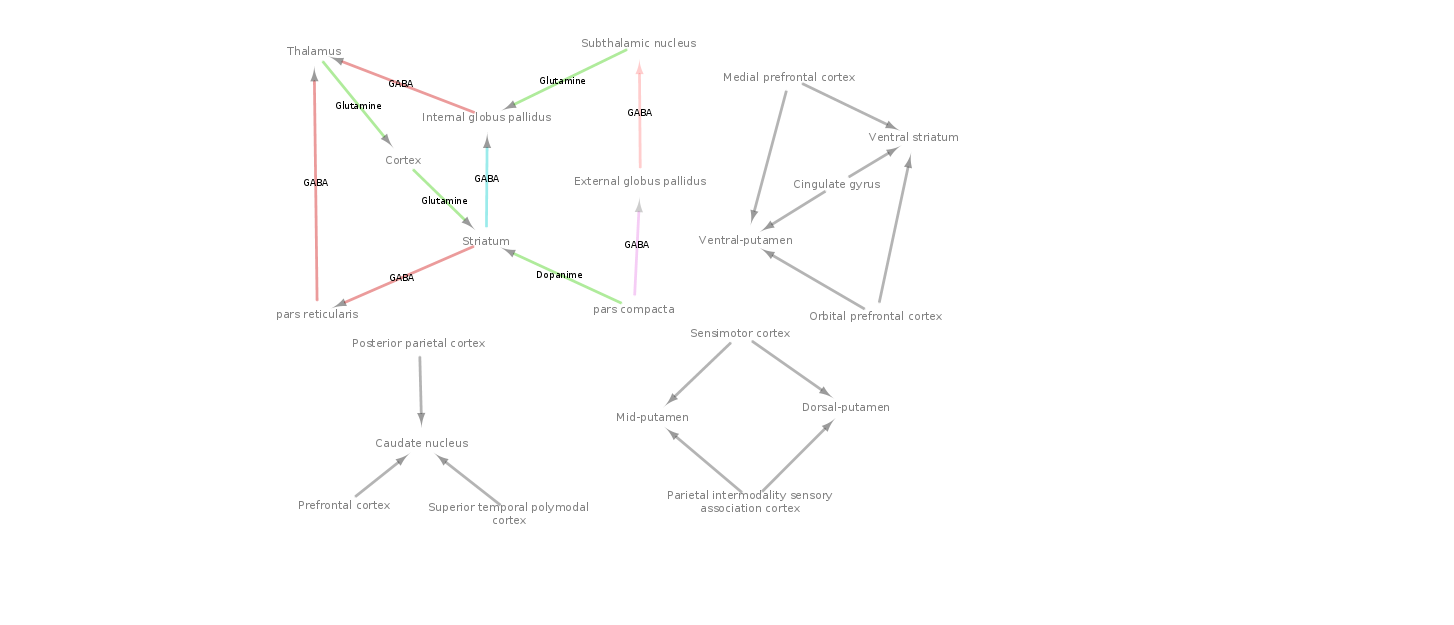 Subthalamic nucleus
Thalamus
Medial prefrontal cortex
Glutamine
GABA
Glutamine
GABA
Internal globus pallidus
Ventral striatum
Cortex
GABA
GABA
External globus pallidus
Cingulate gyrus
Glutamine
Striatum
GABA
Ventral-putamen
GABA
Dopanime
pars reticularis
pars compacta
Orbital prefrontal cortex
Sensimotor cortex
Posterior parietal cortex
Dorsal-putamen
Mid-putamen
Caudate nucleus
Parietal intermodality sensory
association cortex
Prefrontal cortex
Superior temporal polymodal
cortex